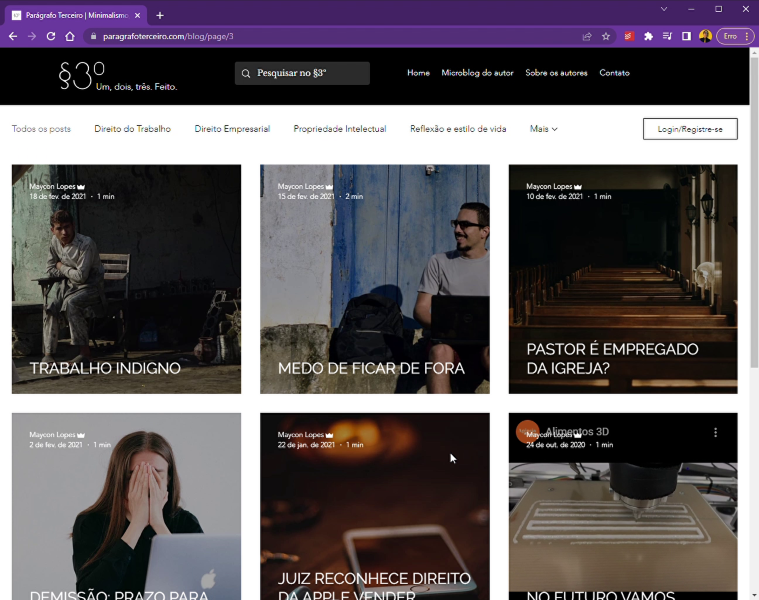 Parágrafo Terceiro | Minimalismo
paragrafoterceiro.com/blog/page/3
Erro
§3º
Um, dois, três. Feito.
Pesquisar no §3º
Home
Microblog do autor
Sobre os autores
Contato
Todos os posts
Direito do Trabalho
Direito Empresarial
Propriedade Intelectual
Reflexão e estilo de vida
Mais
Login/Registre-se
Maycon Lopes
18 de fev. de 2021 · 1 min
TRABALHO INDIGNO
Maycon Lopes
15 de fev. de 2021 · 2 min
MEDO DE FICAR DE FORA
Maycon Lopes
10 de fev. de 2021 · 1 min
PASTOR É EMPREGADO
DA IGREJA?
Maycon Lopes
2 de fev. de 2021 · 1 min
DEMISSÃO: PRAZO PARA
Maycon Lopes
22 de jan. de 2021 · 1 min
JUIZ RECONHECE DIREITO
DA APPLE VENDER
Alimentos 3D
Maycon Lopes
24 de out. de 2020 · 1 min
NO FUTURO VAMOS